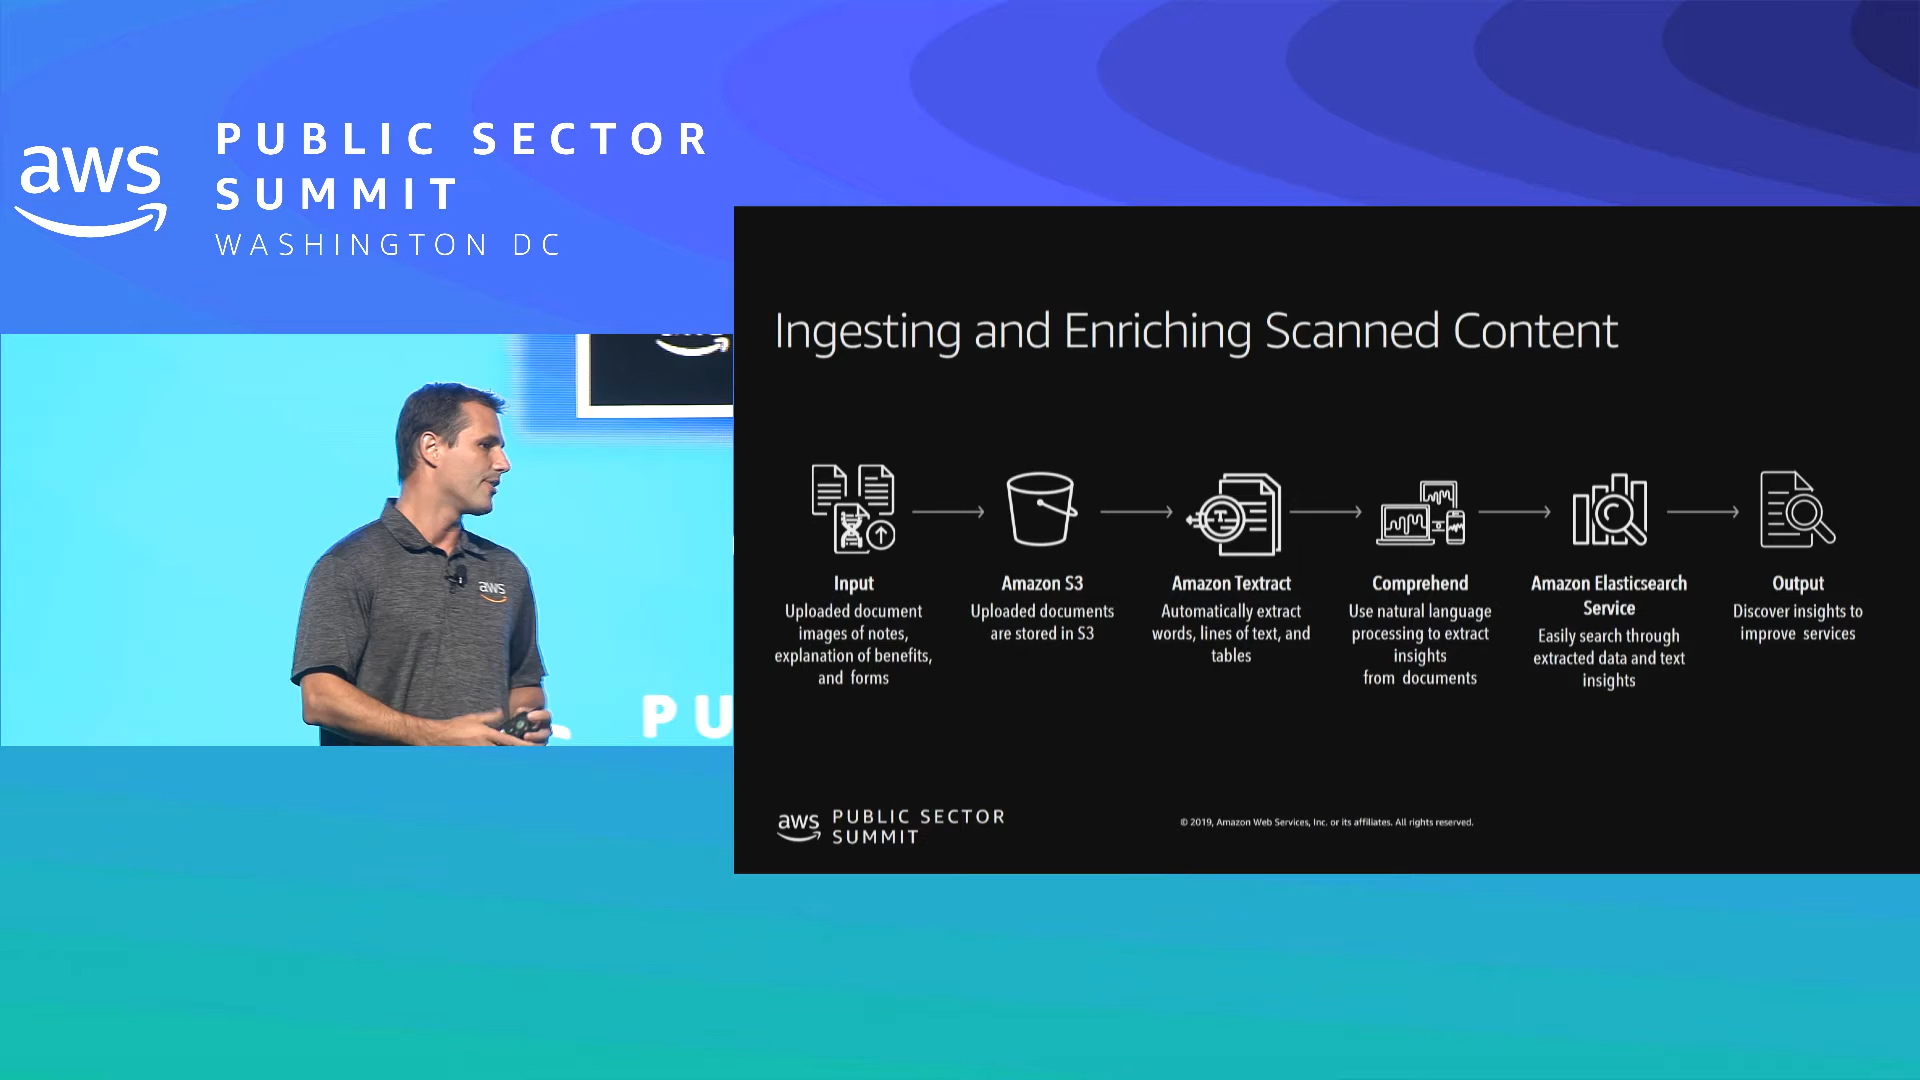 aws
PUBLIC SECTOR
SUMMIT
WASHINGTON DC
aws
PU
Ingesting and Enriching Scanned Content
Input
Uploaded document
images of notes,
explanation of benefits,
and forms
Amazon S3
Uploaded documents
are stored in S3
Amazon Textract
Automatically extract
words, lines of text, and
tables
Comprehend
Use natural language
processing to extract
insights
from documents
Amazon Elasticsearch
Service
Easily search through
extracted data and text
insights
Output
Discover insights to
improve services
aws
PUBLIC SECTOR
SUMMIT
© 2019, Amazon Web Services, Inc. or its affiliates. All rights reserved.